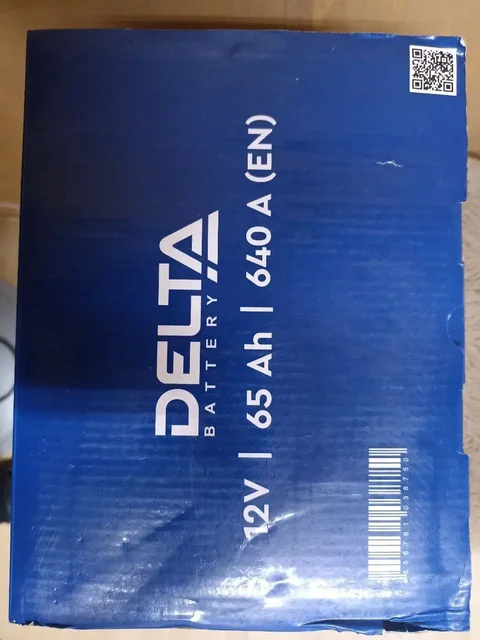 DELTA
BATTERY
12V | 65 Ah | 640 A (EN)